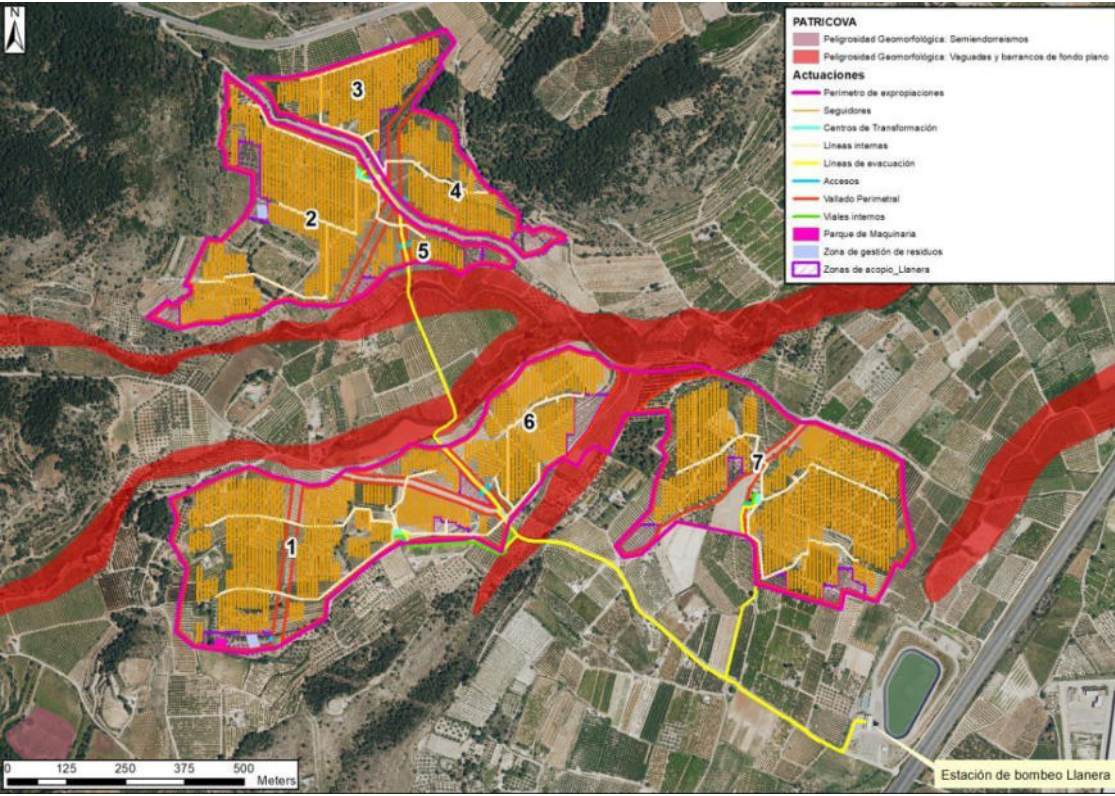 N
PATRICOVA
Peligrosidad Geomorfológica: Semiendorreismos
Peligrosidad Geomorfológica: Vaguadas y barrancos de fondo plano
Actuaciones
Perímetro de expropiaciones
Seguidores
Centros de Transformación
Líneas internas
Líneas de evacuación
Accesos
Vallado Perimetral
Viales internos
Parque de Maquinaria
Zona de gestión de residuos
Zonas de acopio_Llanera
3
4
2
5
6
7
1
0 125 250 375 500
Meters
Estación de bombeo Llanera